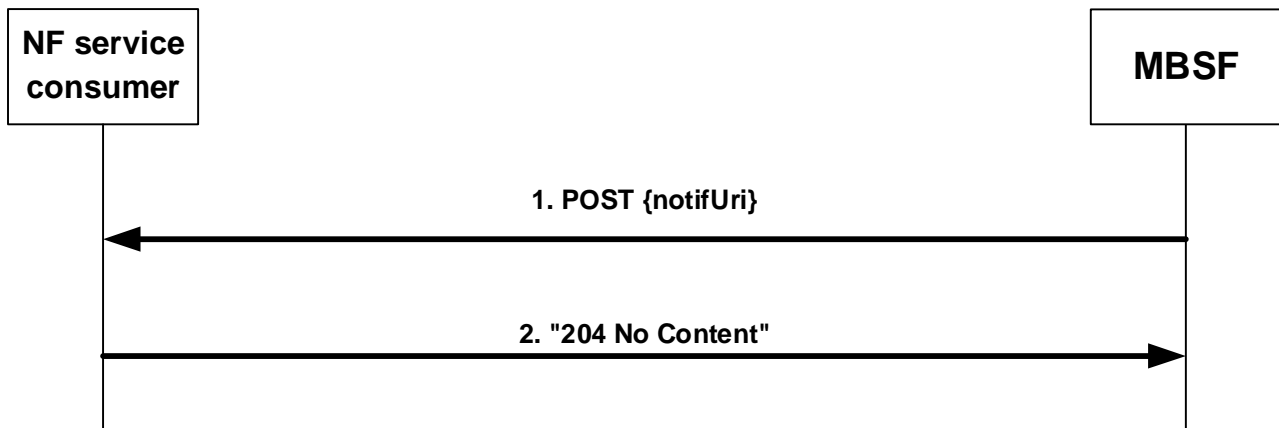 NF service
consumer
MBSF
1. POST {notifUri}
2. "204 No Content"